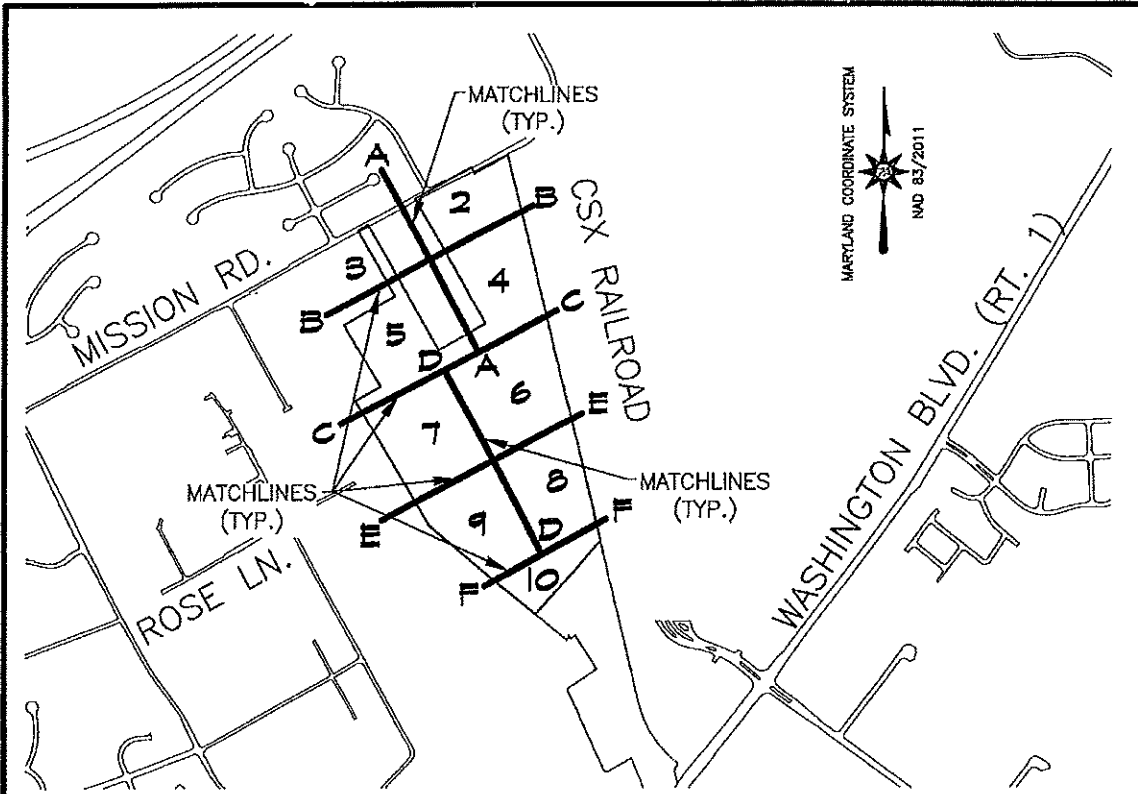 MATCHLINES
(TYP.)
MARYLAND COORDINATE SYSTEM
NAD 83/2011
A
2
B
CSX RAILROAD
3
4
MISSION RD.
B
5
C
D
A
6
WASHINGTON BLVD. (RT. 1)
C
7
E
MATCHLINES
(TYP.)
8
MATCHLINES
(TYP.)
E
9
D
F
F
10
ROSE LN.